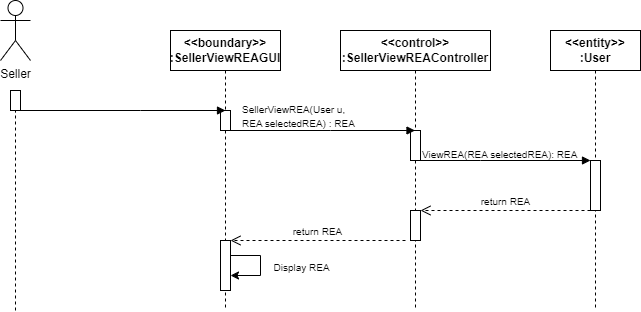 <<boundary>>
:SellerViewREAGUI
<<control>>
:SellerViewREAController
<<entity>>
:User
Seller
SellerViewREA(User u,
REA selectedREA) : REA
ViewREA(REA selectedREA): REA
return REA
return REA
Display REA